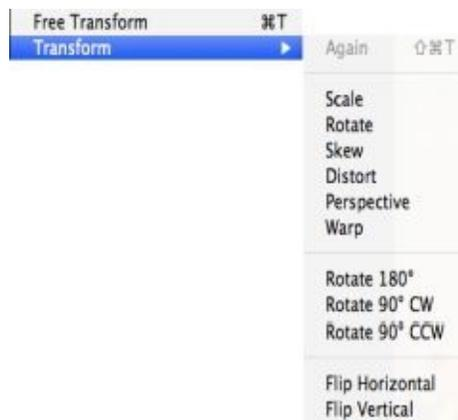 Free Transform ⌘T
Transform ▶
Again ⇧⌘T
Scale
Rotate
Skew
Distort
Perspective
Warp
Rotate 180°
Rotate 90° CW
Rotate 90° CCW
Flip Horizontal
Flip Vertical